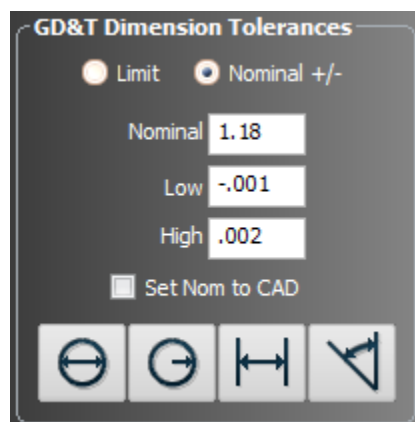 GD&T Dimension Tolerances
Limit Nominal +/-
Nominal 1.18
Low -.001
High .002
Set Nom to CAD